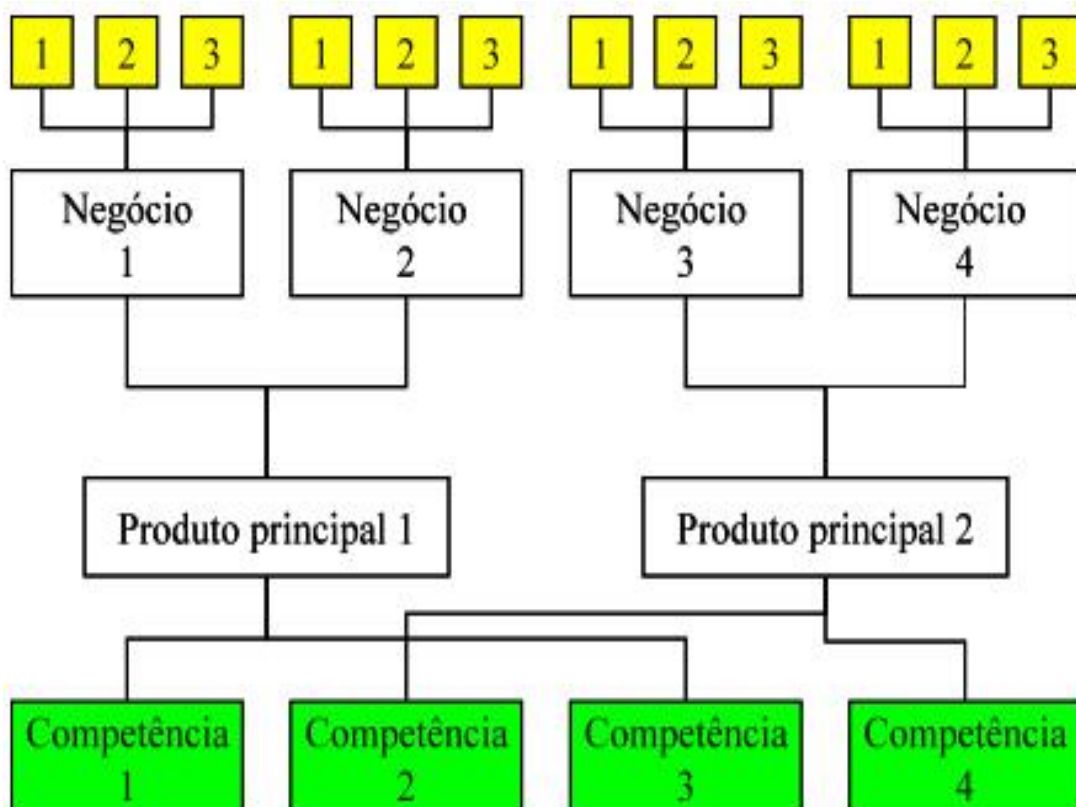 1 2 3 1 2 3 1 2 3 1 2 3
Negócio Negócio Negócio Negócio
1 2 3 4
Produto principal 1 Produto principal 2
Competência Competência Competência Competência
1 2 3 4